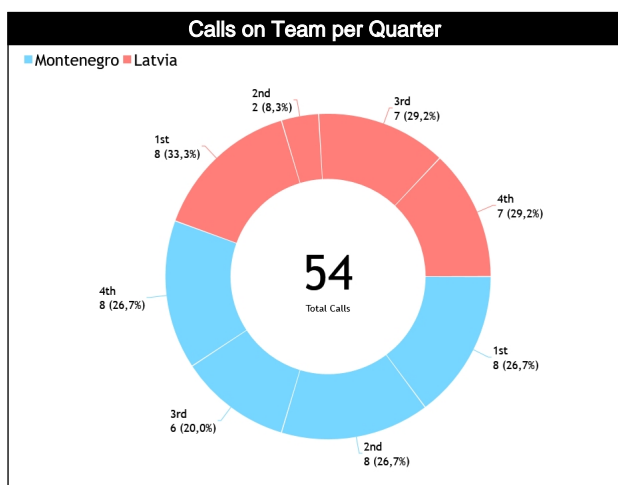 Calls on Team per Quarter
Montenegro Latvia
2nd
2 (8,3%)
3rd
7 (29,2%)
1st
8 (33,3%)
4th
7 (29,2%)
54
Total Calls
4th
8 (26,7%)
1st
8 (26,7%)
3rd
6 (20,0%)
2nd
8 (26,7%)